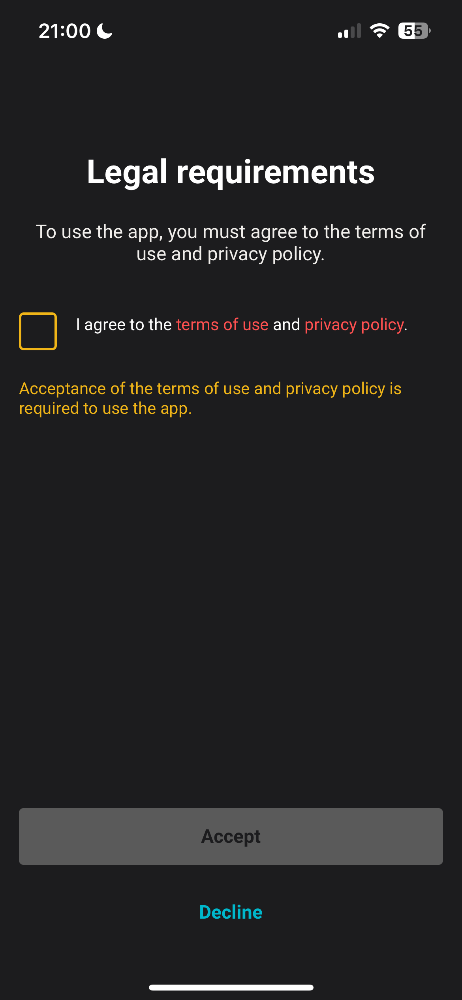 21:00
55
Legal requirements
To use the app, you must agree to the terms of
use and privacy policy.
I agree to the terms of use and privacy policy.
Acceptance of the terms of use and privacy policy is
required to use the app.
Accept
Decline